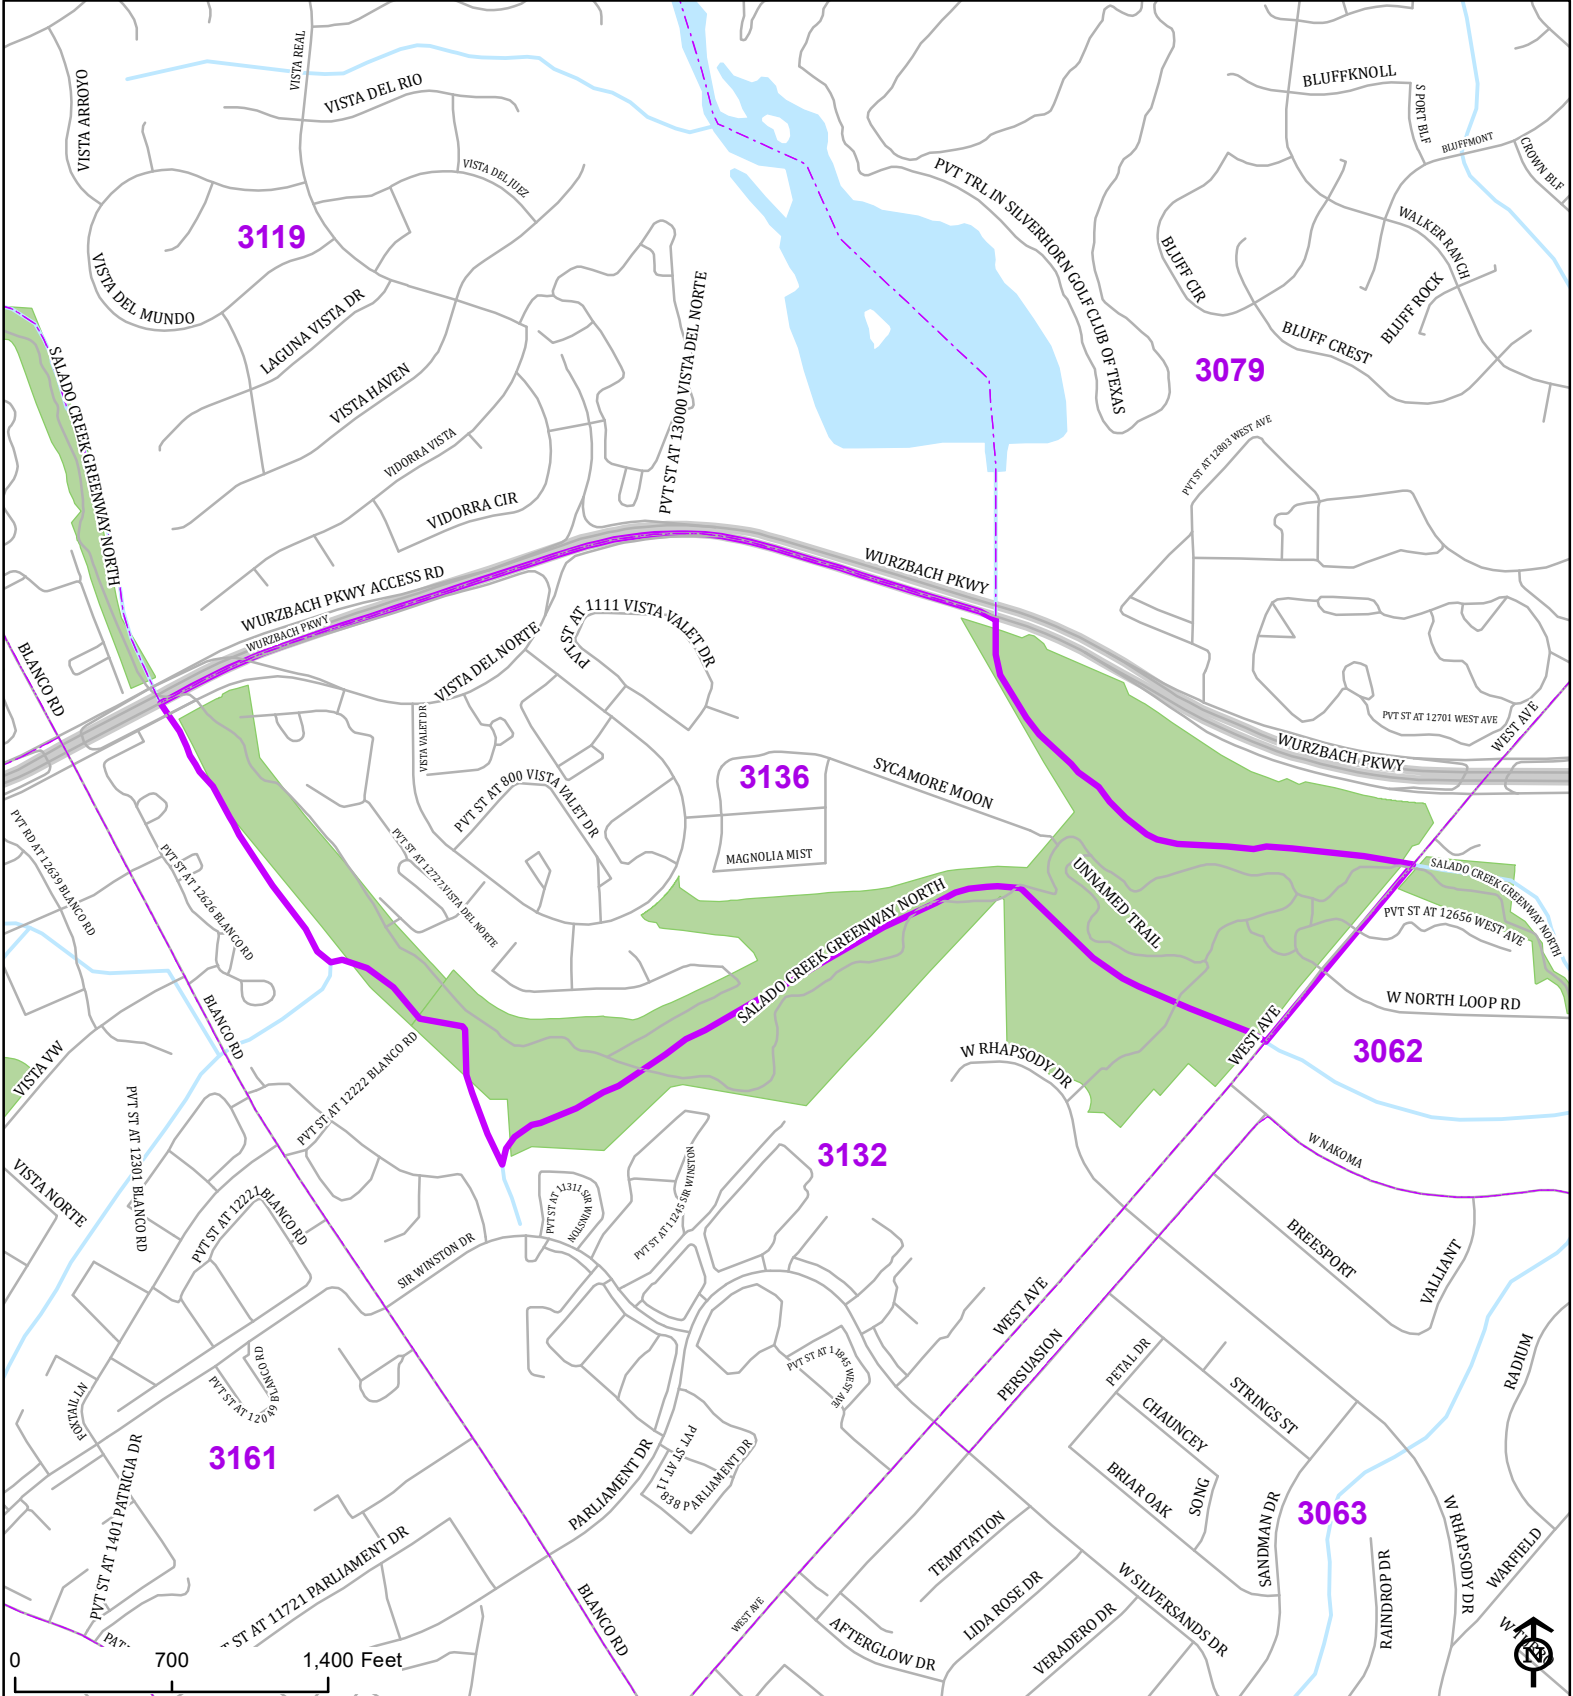 VISTA ARROYO
VISTA REAL
VISTA DEL RIO
VISTA DEL JUEZ
BLUFFKNOLL
S PORT BLF
BLUFFMONT
CROWN BLF
PVT TRL IN SILVERHORN GOLF CLUB OF TEXAS
WALKER RANCH
3119
BLUFF CIR
BLUFF ROCK
BLUFF CREST
VISTA DEL MUNDO
LAGUNA VISTA DR
3079
SALADO CREEK GREENWAY NORTH
VISTA HAVEN
PVT ST AT 13000 VISTA DEL NORTE
VIDORRA VISTA
PVT ST AT 12803 WEST AVE
VIDORRA CIR
WURZBACH PKWY
WURZBACH PKWY ACCESS RD
WURZBACH PKWY
PVT ST AT 1111 VISTA VALET DR
VISTA DEL NORTE
BLANCO RD
VISTA VALET DR
PVT ST AT 12701 WEST AVE
WEST AVE
WURZBACH PKWY
3136
SYCAMORE MOON
PVT ST AT 800 VISTA VALET DR
MAGNOLIA MIST
PVT RD AT 12639 BLANCO RD
PVT ST AT 12626 BLANCO RD
PVT ST AT 12727 VISTA DEL NORTE
UNNAMED TRAIL
SALADO CREEK GREENWAY NORTH
SALADO CREEK GREENWAY NORTH
PVT ST AT 12656 WEST AVE
W NORTH LOOP RD
BLANCO RD
WEST AVE
3062
VISTA VW
W RHAPSODY DR
PVT ST AT 12222 BLANCO RD
PVT ST AT 12301 BLANCO RD
3132
W NAKOMA
VISTA NORTE
PVT ST AT 12221 BLANCO RD
PVT ST AT 11311 SIR WINSTON
PVT ST AT 11245 SIR WINSTON
SIR WINSTON DR
BREESPORT
VALLIANT
WEST AVE
PERSUASION
PETAL DR
RADIUM
PVT ST AT 11845 WEST AVE
PVT ST AT 12049 BLANCO RD
FOXTAIL LN
STRINGS ST
CHAUNCEY
BRIAR OAK
SONG
3161
PVT ST AT 1401 PATRICIA DR
PARLIAMENT DR
PVT ST AT 11838 PARLIAMENT DR
SANDMAN DR
3063
W RHAPSODY DR
WARFIELD
TEMPTATION
W SILVERSANDS DR
RAINDROP DR
LIDA ROSE DR
VERADERO DR
AFTERGLOW DR
WEST AVE
BLANCO RD
ST AT 11721 PARLIAMENT DR
0 700 1,400 Feet
N